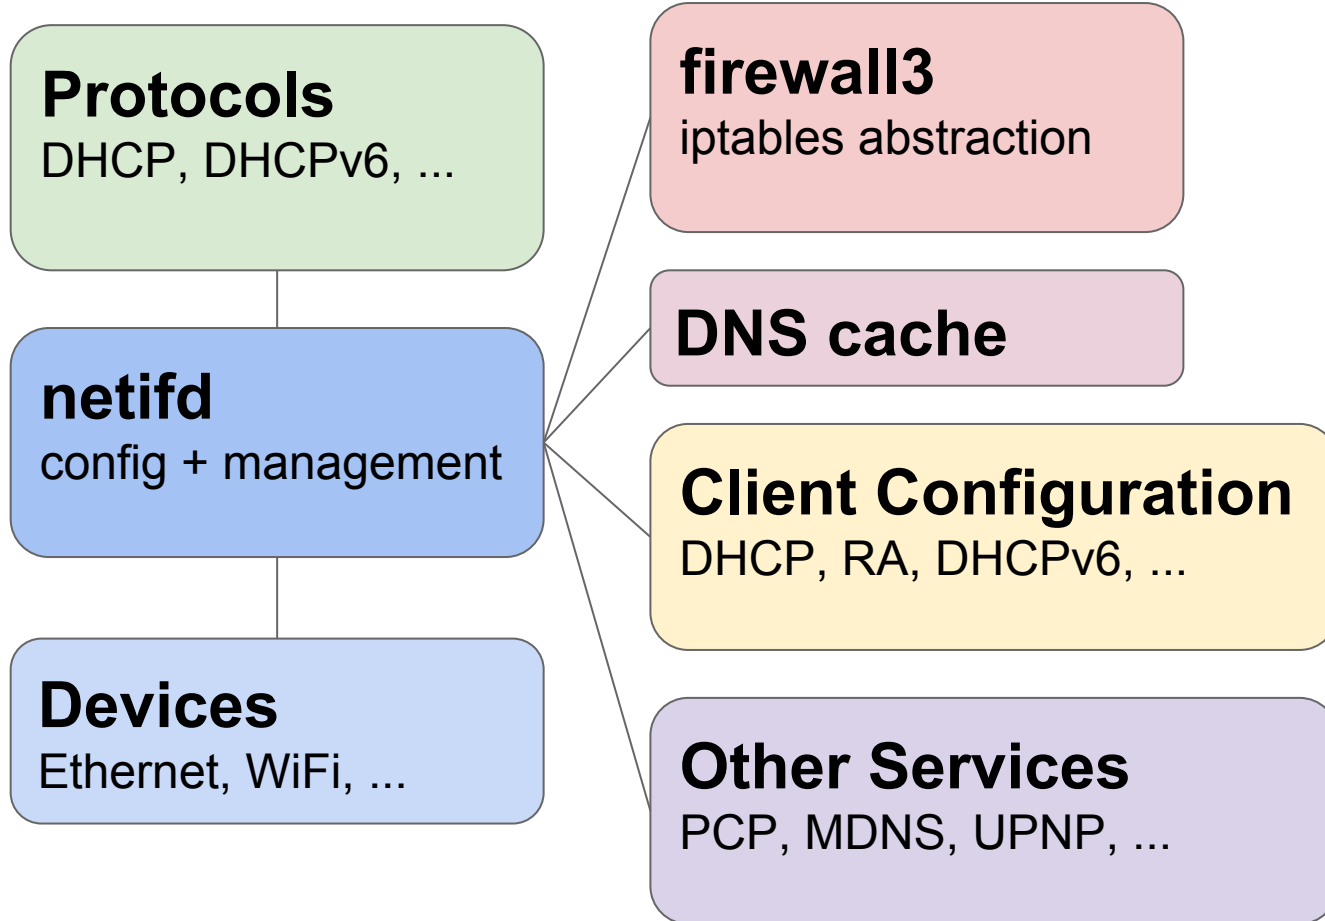 Protocols
DHCP, DHCPv6, ...
netifd
config + management
Devices
Ethernet, WiFi, ...
firewall3
iptables abstraction
DNS cache
Client Configuration
DHCP, RA, DHCPv6, ...
Other Services
PCP, MDNS, UPNP, ...